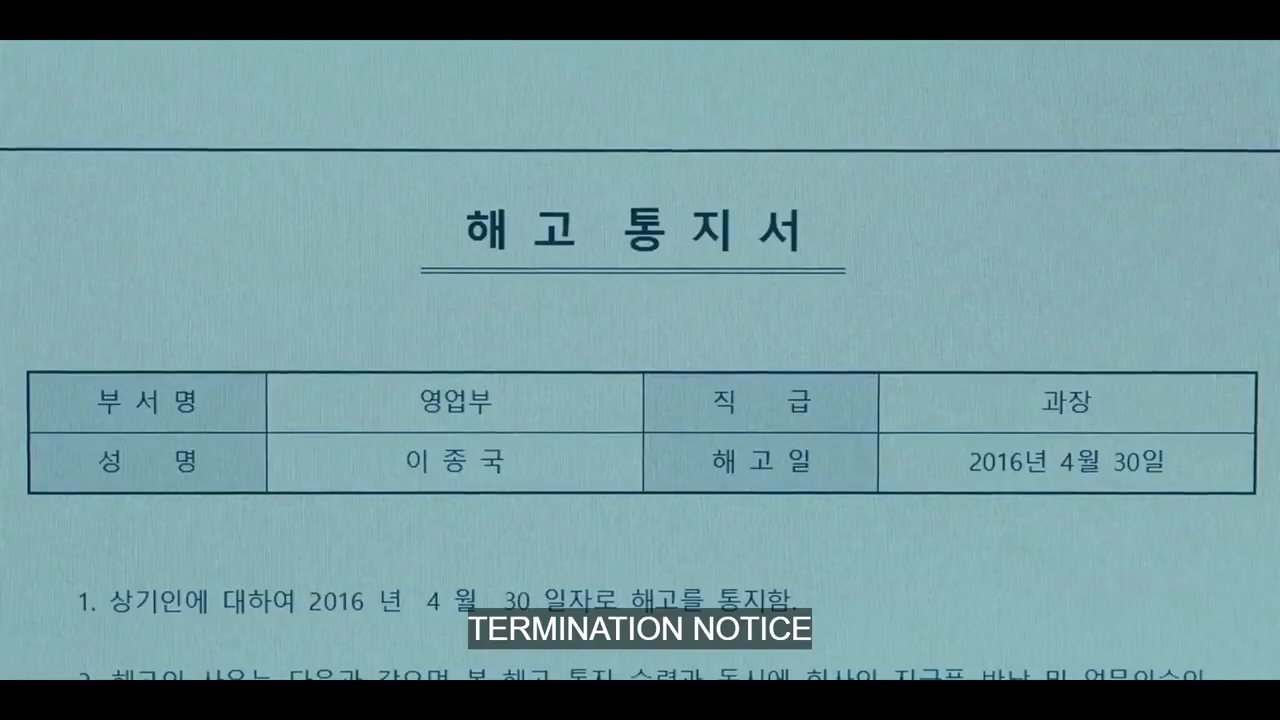 해 고 통 지 서
부 서 명 영업부 직 급 과장
성 명 이 종 국 해 고 일 2016년 4월 30일
1. 상기인에 대하여 2016 년 4 월 30 일자로 해고를 통지함.
TERMINATION NOTICE